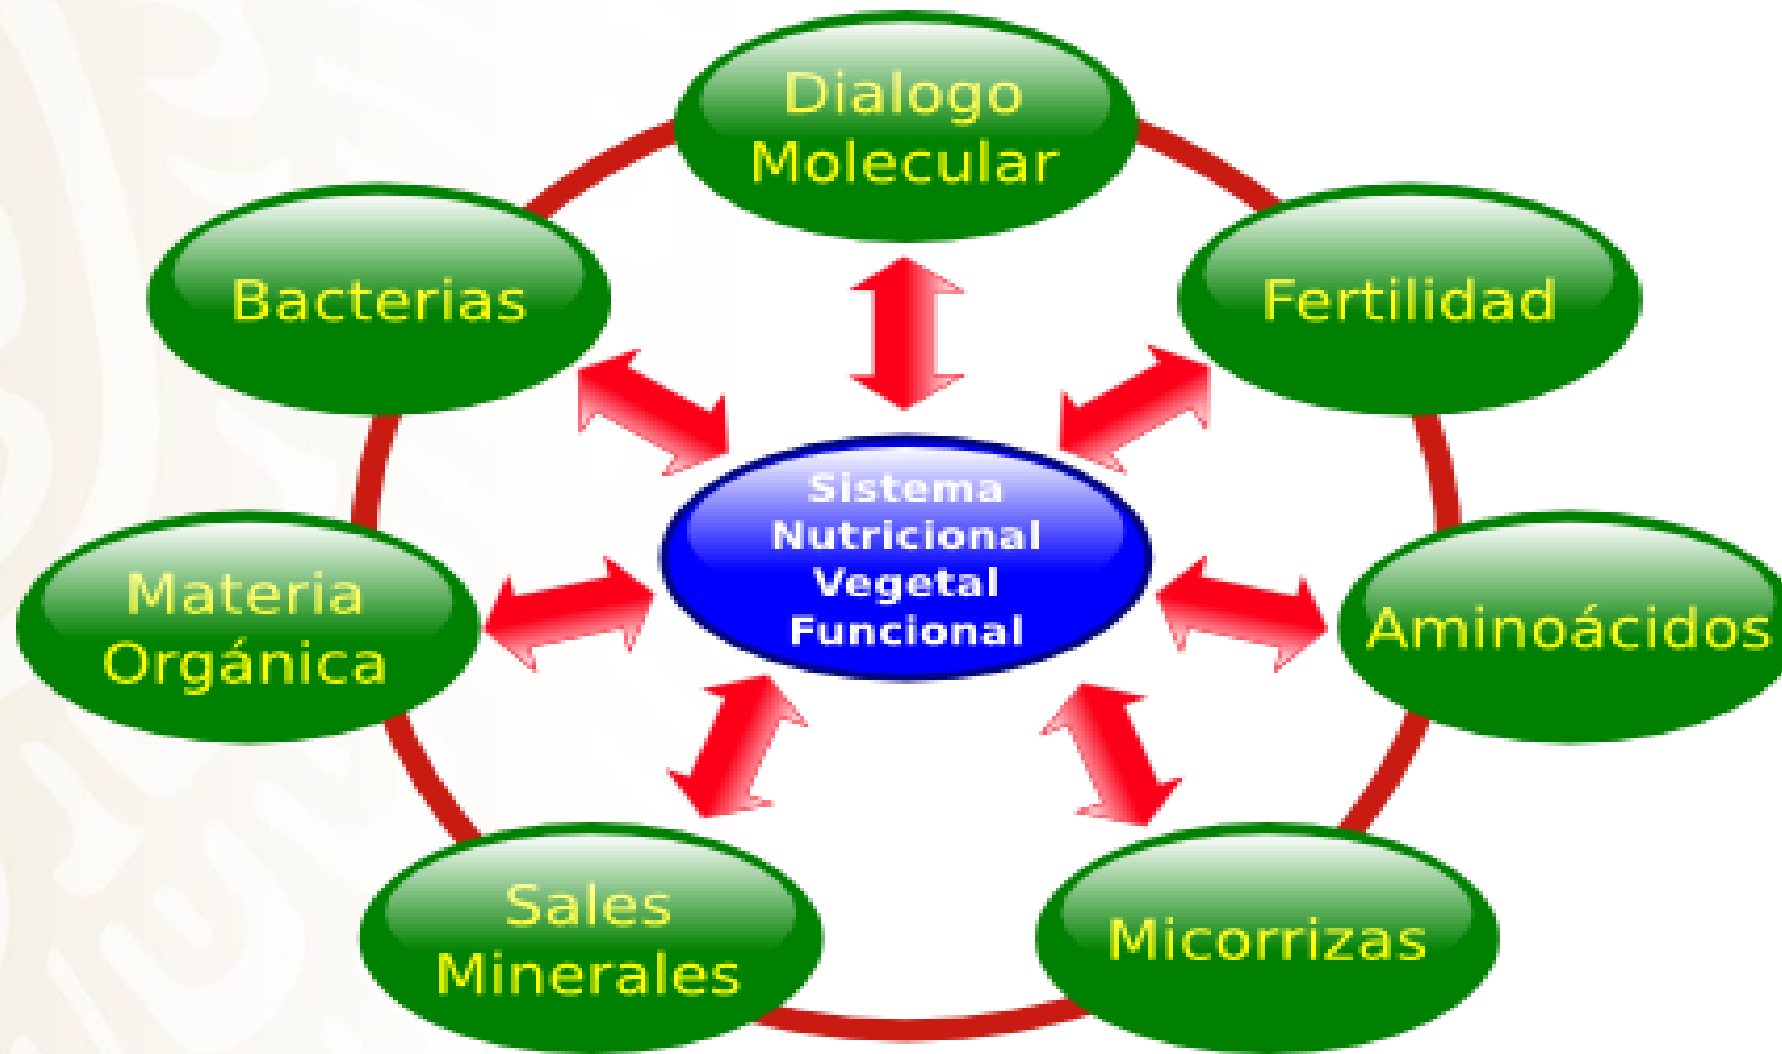 Dialogo
Molecular
Bacterias
Fertilidad
Sistema
Nutricional
Vegetal
Funcional
Materia
Orgánica
Aminoácidos
Sales
Minerales
Micorrizas